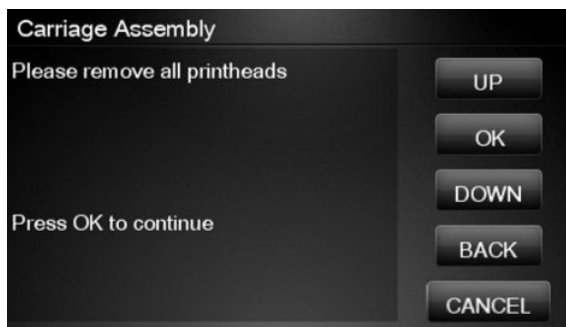 Carriage Assembly
Please remove all printheads
Press OK to continue
UP
OK
DOWN
BACK
CANCEL